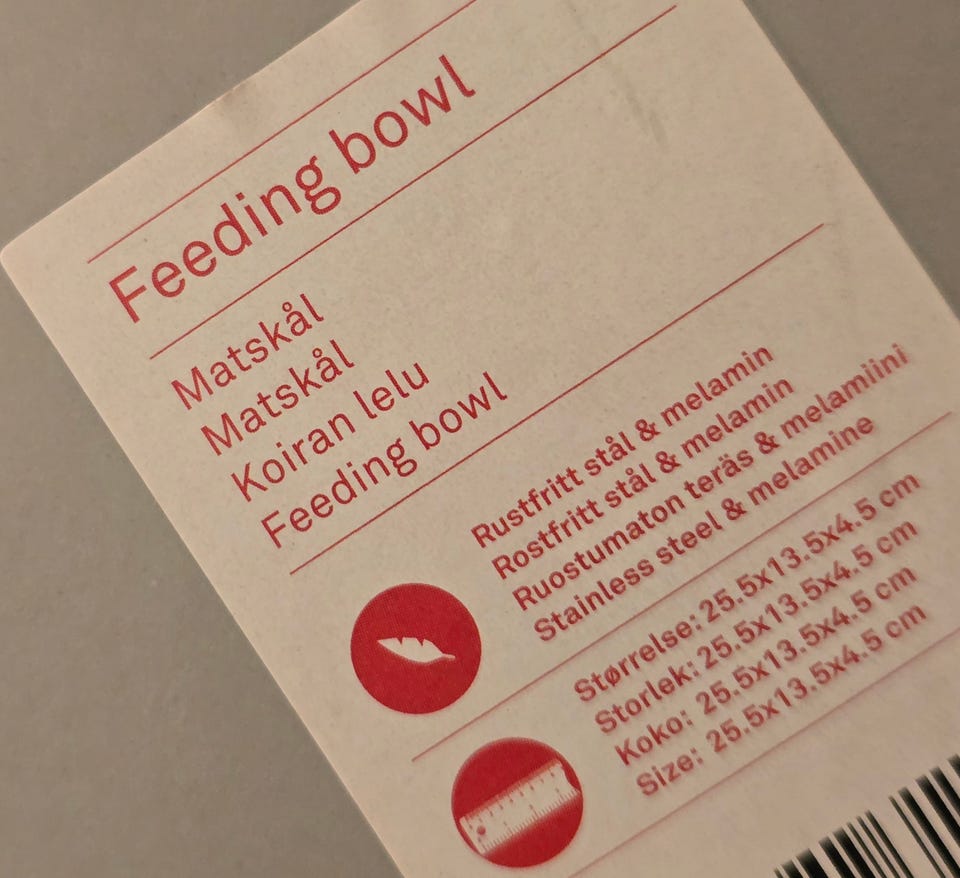 Feeding bowl
Matskål
Matskål
Koiran lelu
Feeding bowl
Rustfritt stål & melamin
Rostfritt stål & melamin
Ruostumaton teräs & melamiini
Stainless steel & melamine
Størrelse: 25.5x13.5x4.5 cm
Storlek: 25.5x13.5x4.5 cm
Koko: 25.5x13.5x4.5 cm
Size: 25.5x13.5x4.5 cm